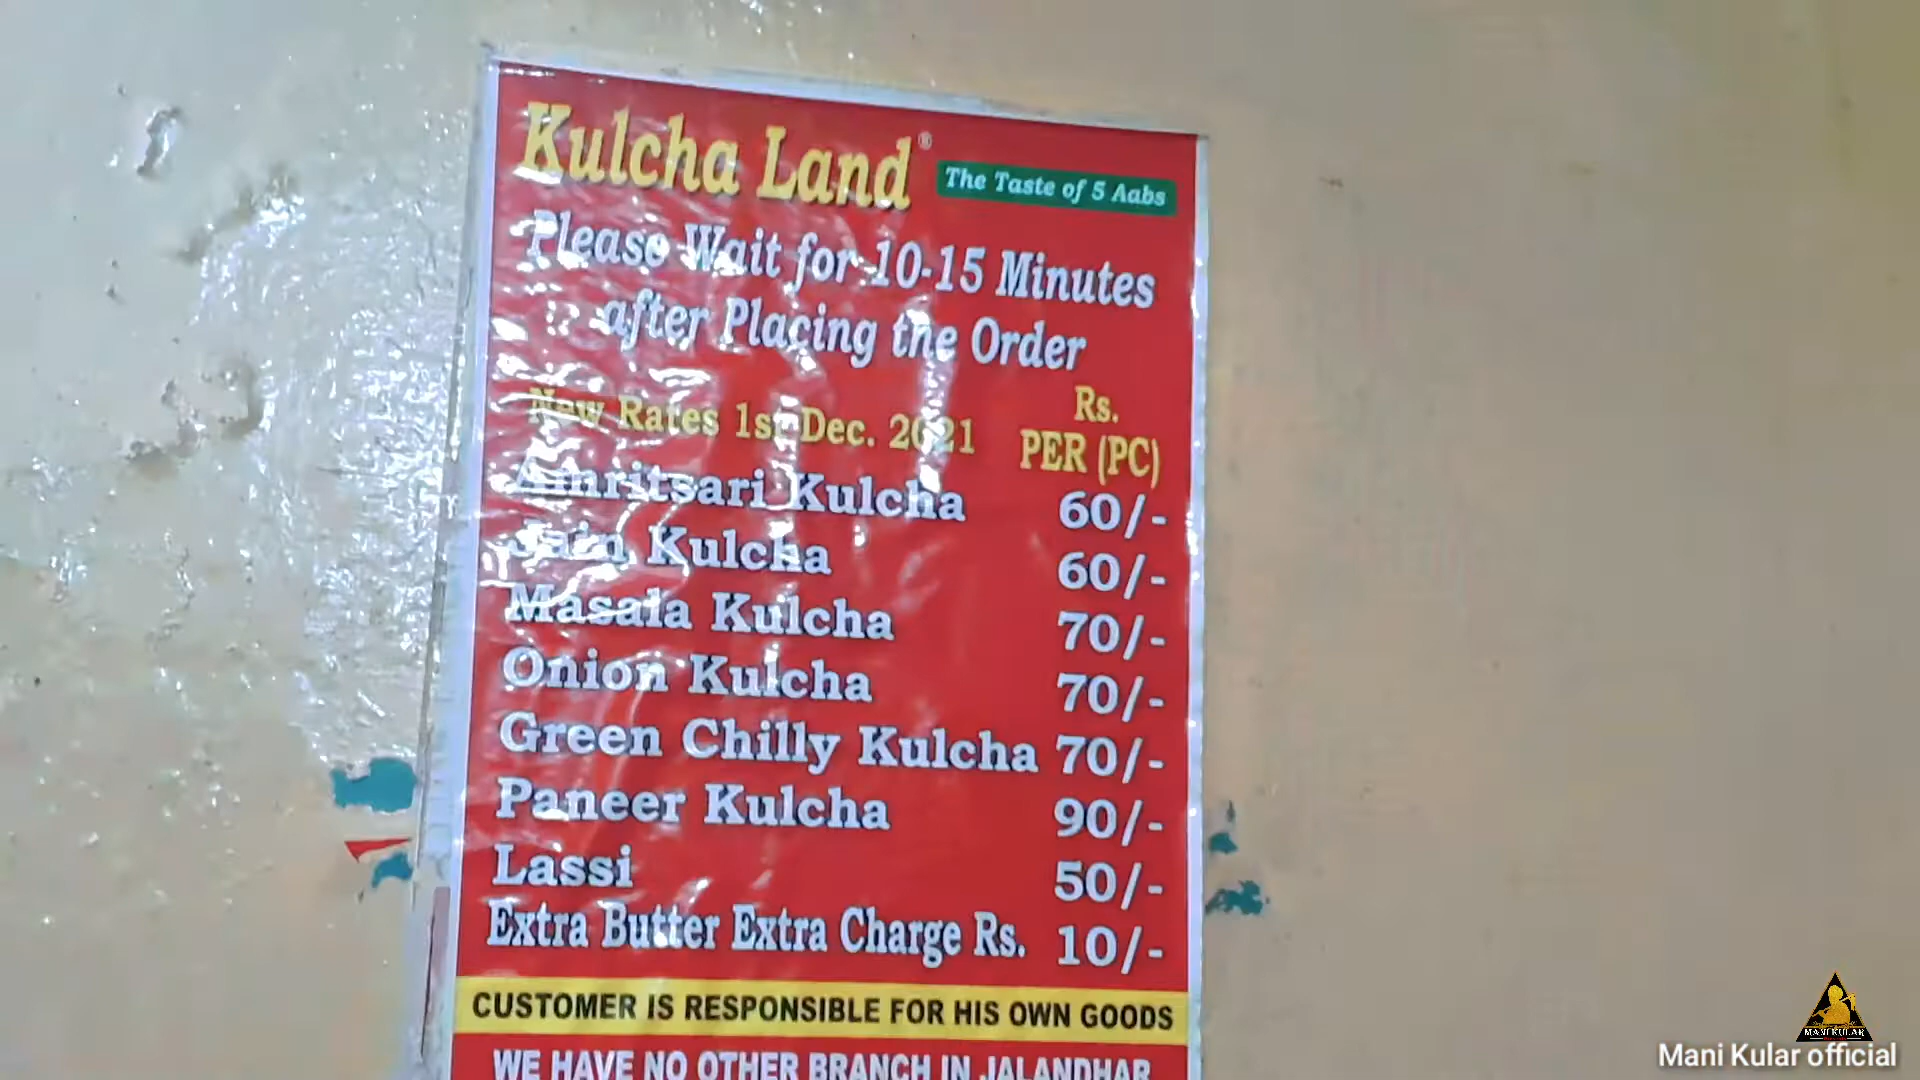 Kulcha Land®
The Taste of 5 Aabs
Please Wait for 10-15 Minutes
after Placing the Order
New Rates 1st Dec. 2021
Rs.
PER (PC)
Amritsari Kulcha 60/-
Jain Kulcha 60/-
Masala Kulcha 70/-
Onion Kulcha 70/-
Green Chilly Kulcha 70/-
Paneer Kulcha 90/-
Lassi 50/-
Extra Butter Extra Charge Rs. 10/-
CUSTOMER IS RESPONSIBLE FOR HIS OWN GOODS
WE HAVE NO OTHER BRANCH IN JALANDHAR
MANI KULAR
Mani Kular official